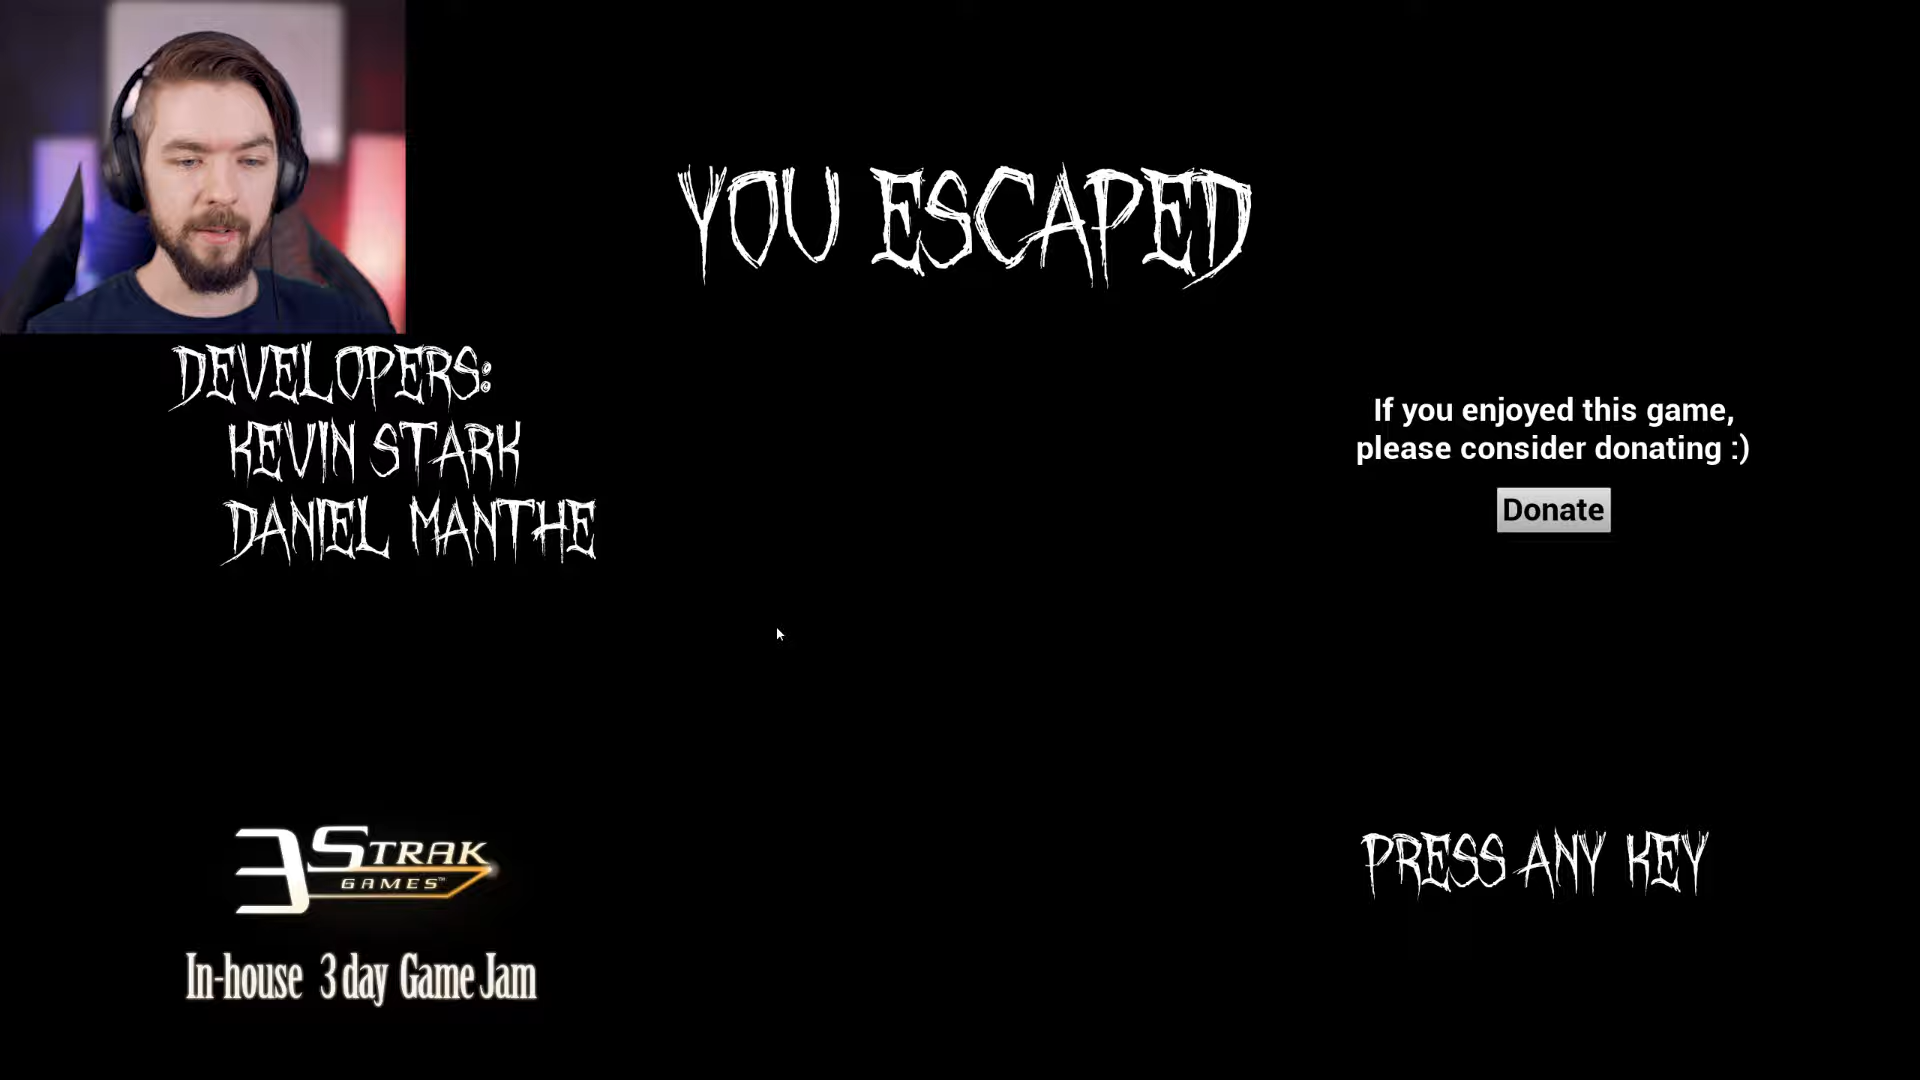 YOU ESCAPED
DEVELOPERS:
KEVIN STARK
DANIEL MANTHE
If you enjoyed this game,
please consider donating :)
Donate
STRAK
GAMES™
In-house 3 day Game Jam
PRESS ANY KEY